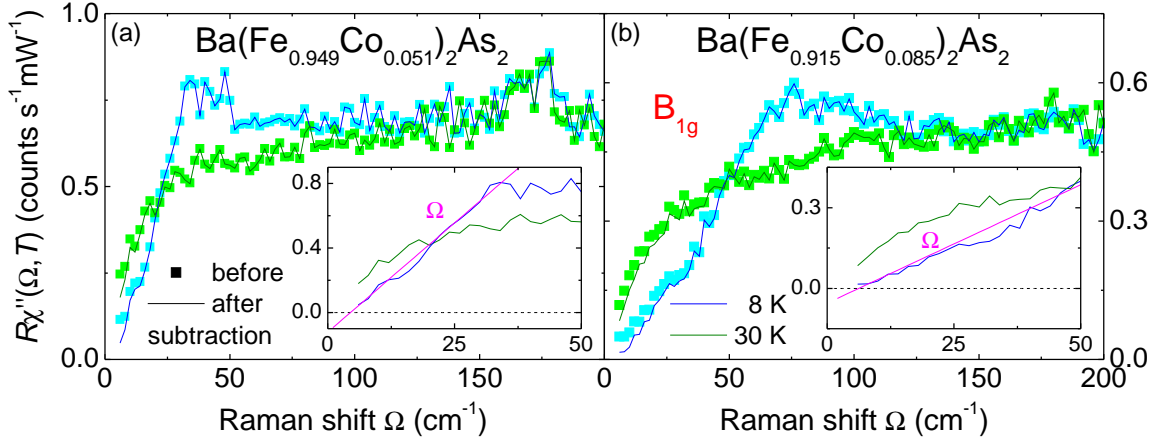 (a) Ba(Fe0.949Co0.051)2As2
(b) Ba(Fe0.915Co0.085)2As2
B1g
Rχ''(Ω, T) (counts s-1mW-1)
1.0
0.5
0.0
0.6
0.3
0.0
before
after
subtraction
8 K
30 K
0.8
0.4
0.0
Ω
0 25 50
0.3
0.0
Ω
0 25 50
0 50 100 150
0 50 100 150 200
Raman shift Ω (cm-1)
Raman shift Ω (cm-1)